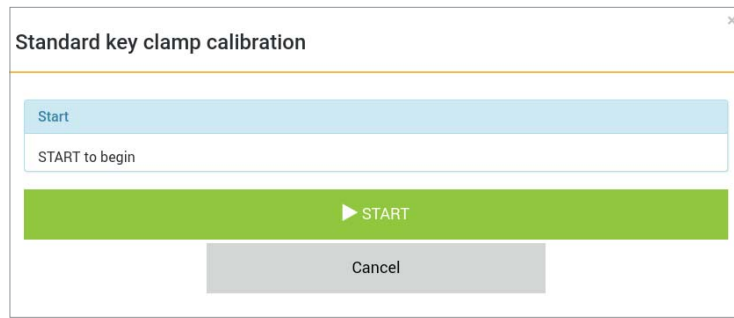 ×
Standard key clamp calibration
Start
START to begin
START
Cancel